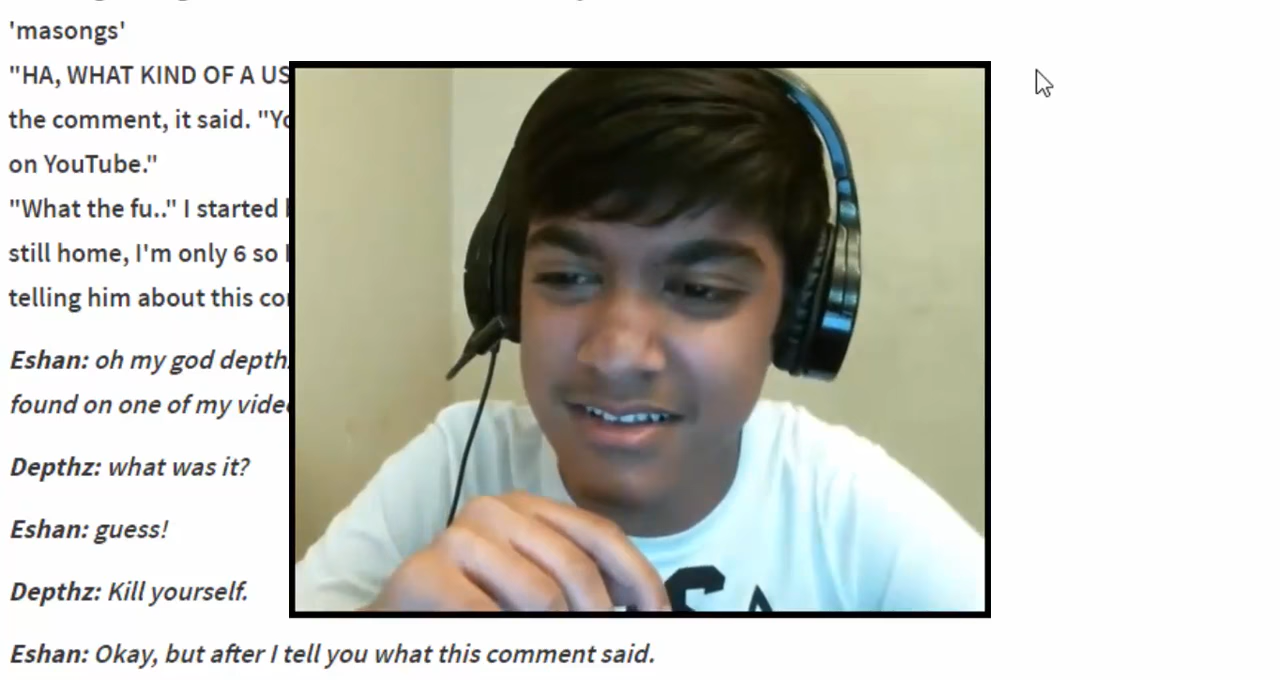 'masongs'
"HA, WHAT KIND OF A US
the comment, it said. "Yo
on YouTube."
"What the fu.." I started
still home, I'm only 6 so
telling him about this co
Eshan: oh my god depth
found on one of my vide
Depthz: what was it?
Eshan: guess!
Depthz: Kill yourself.
Eshan: Okay, but after I tell you what this comment said.